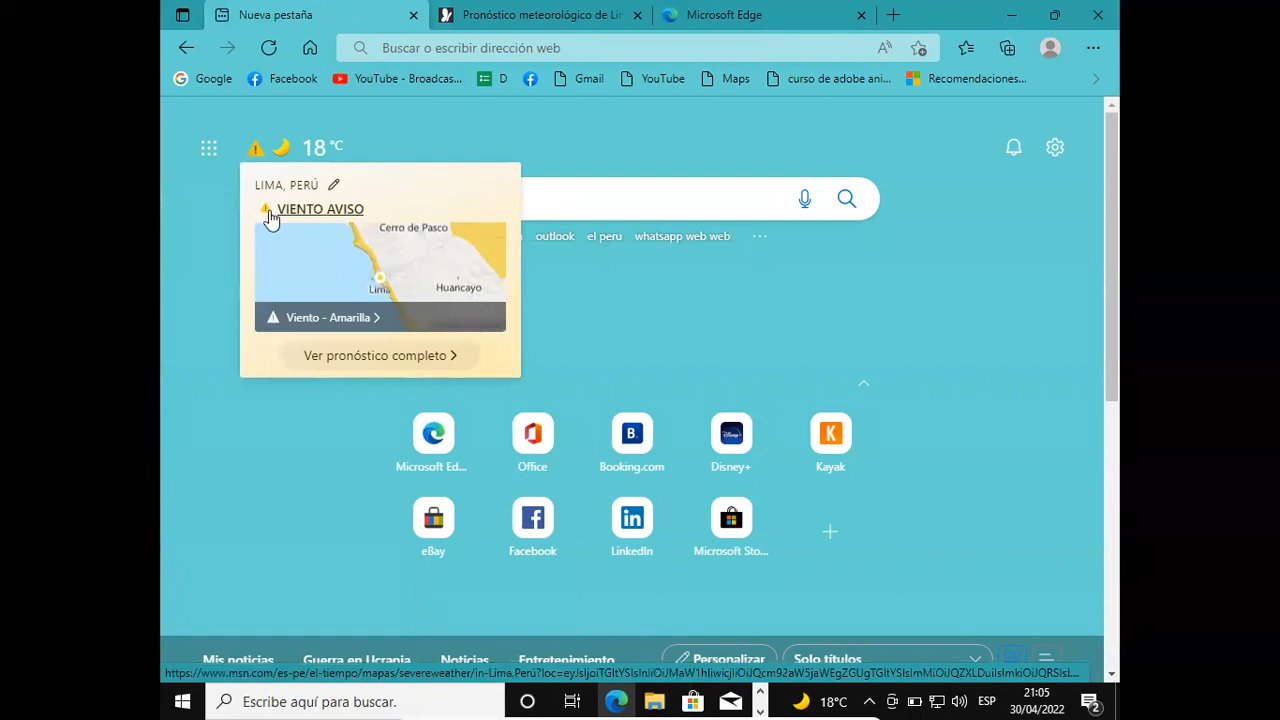 Nueva pestaña
Pronóstico meteorológico de Li
Microsoft Edge
Buscar o escribir dirección web
Google
Facebook
YouTube - Broadcas...
D
Gmail
YouTube
Maps
curso de adobe ani...
Recomendaciones...
18 °C
LIMA, PERÚ
VIENTO AVISO
Cerro de Pasco
Lima
Huancayo
Viento - Amarilla
Ver pronóstico completo
outlook
el peru
whatsapp web web
Microsoft Ed...
Office
Booking.com
Disney+
Kayak
eBay
Facebook
LinkedIn
Microsoft Sto...
Mis noticias
Guerra en Ucrania
Noticias
Entretenimiento
Personalizar
Solo títulos
Escribe aquí para buscar.
18°C
ESP
21:05
30/04/2022
2